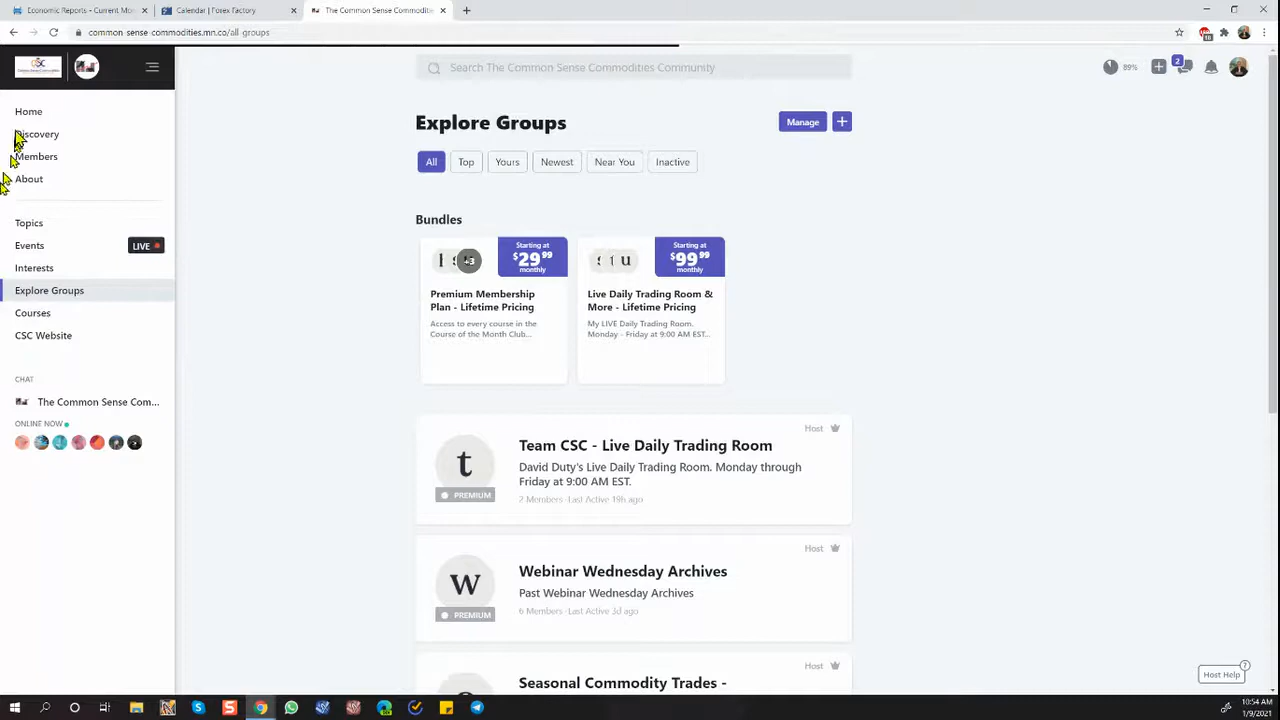 Economic Reports - Current Mo
Calendar | Forex Factory
The Common Sense Commoditie
common-sense-commodities.mn.co/all-groups
CSC
Search The Common Sense Commodities Community
89%
2
Home
Discovery
Members
About
Topics
Events
LIVE
Interests
Explore Groups
Courses
CSC Website
CHAT
The Common Sense Com...
ONLINE NOW
Explore Groups
Manage
All
Top
Yours
Newest
Near You
Inactive
Bundles
Starting at
$29.99
monthly
Premium Membership
Plan - Lifetime Pricing
Access to every course in the
Course of the Month Club...
Starting at
$99.99
monthly
Live Daily Trading Room &
More - Lifetime Pricing
My LIVE Daily Trading Room.
Monday - Friday at 9:00 AM EST...
Host
t
PREMIUM
Team CSC - Live Daily Trading Room
David Duty's Live Daily Trading Room. Monday through
Friday at 9:00 AM EST.
2 Members · Last Active 19h ago
Host
w
PREMIUM
Webinar Wednesday Archives
Past Webinar Wednesday Archives
6 Members · Last Active 3d ago
Host
Seasonal Commodity Trades -
Host Help
10:54 AM
1/9/2021